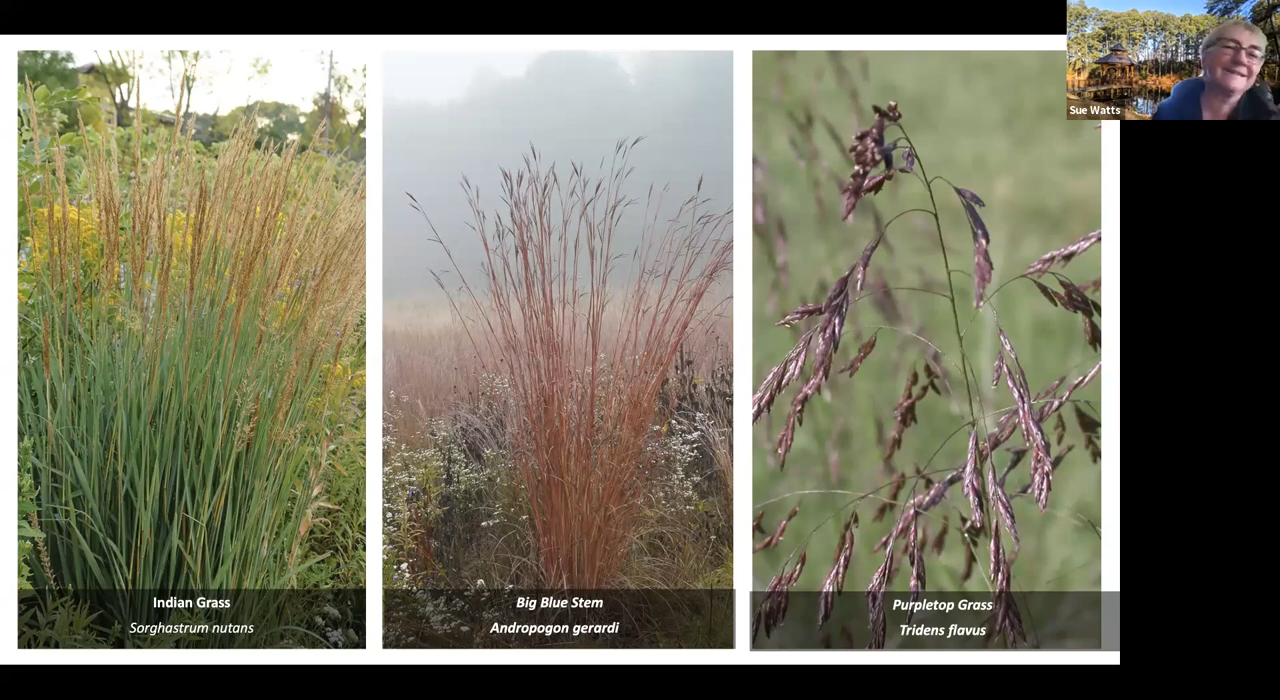 Sue Watts
Indian Grass
Sorghastrum nutans
Big Blue Stem
Andropogon gerardi
Purpletop Grass
Tridens flavus